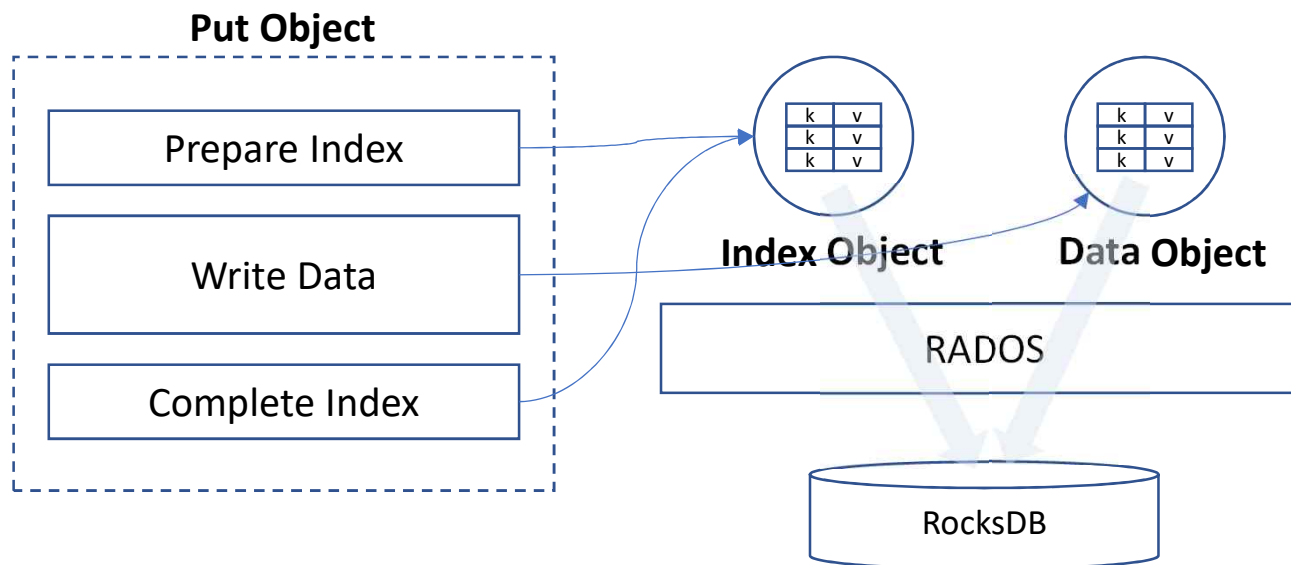 Put Object
Prepare Index
Write Data
Complete Index
k v
k v
k v
Index Object
k v
k v
k v
Data Object
RADOS
RocksDB